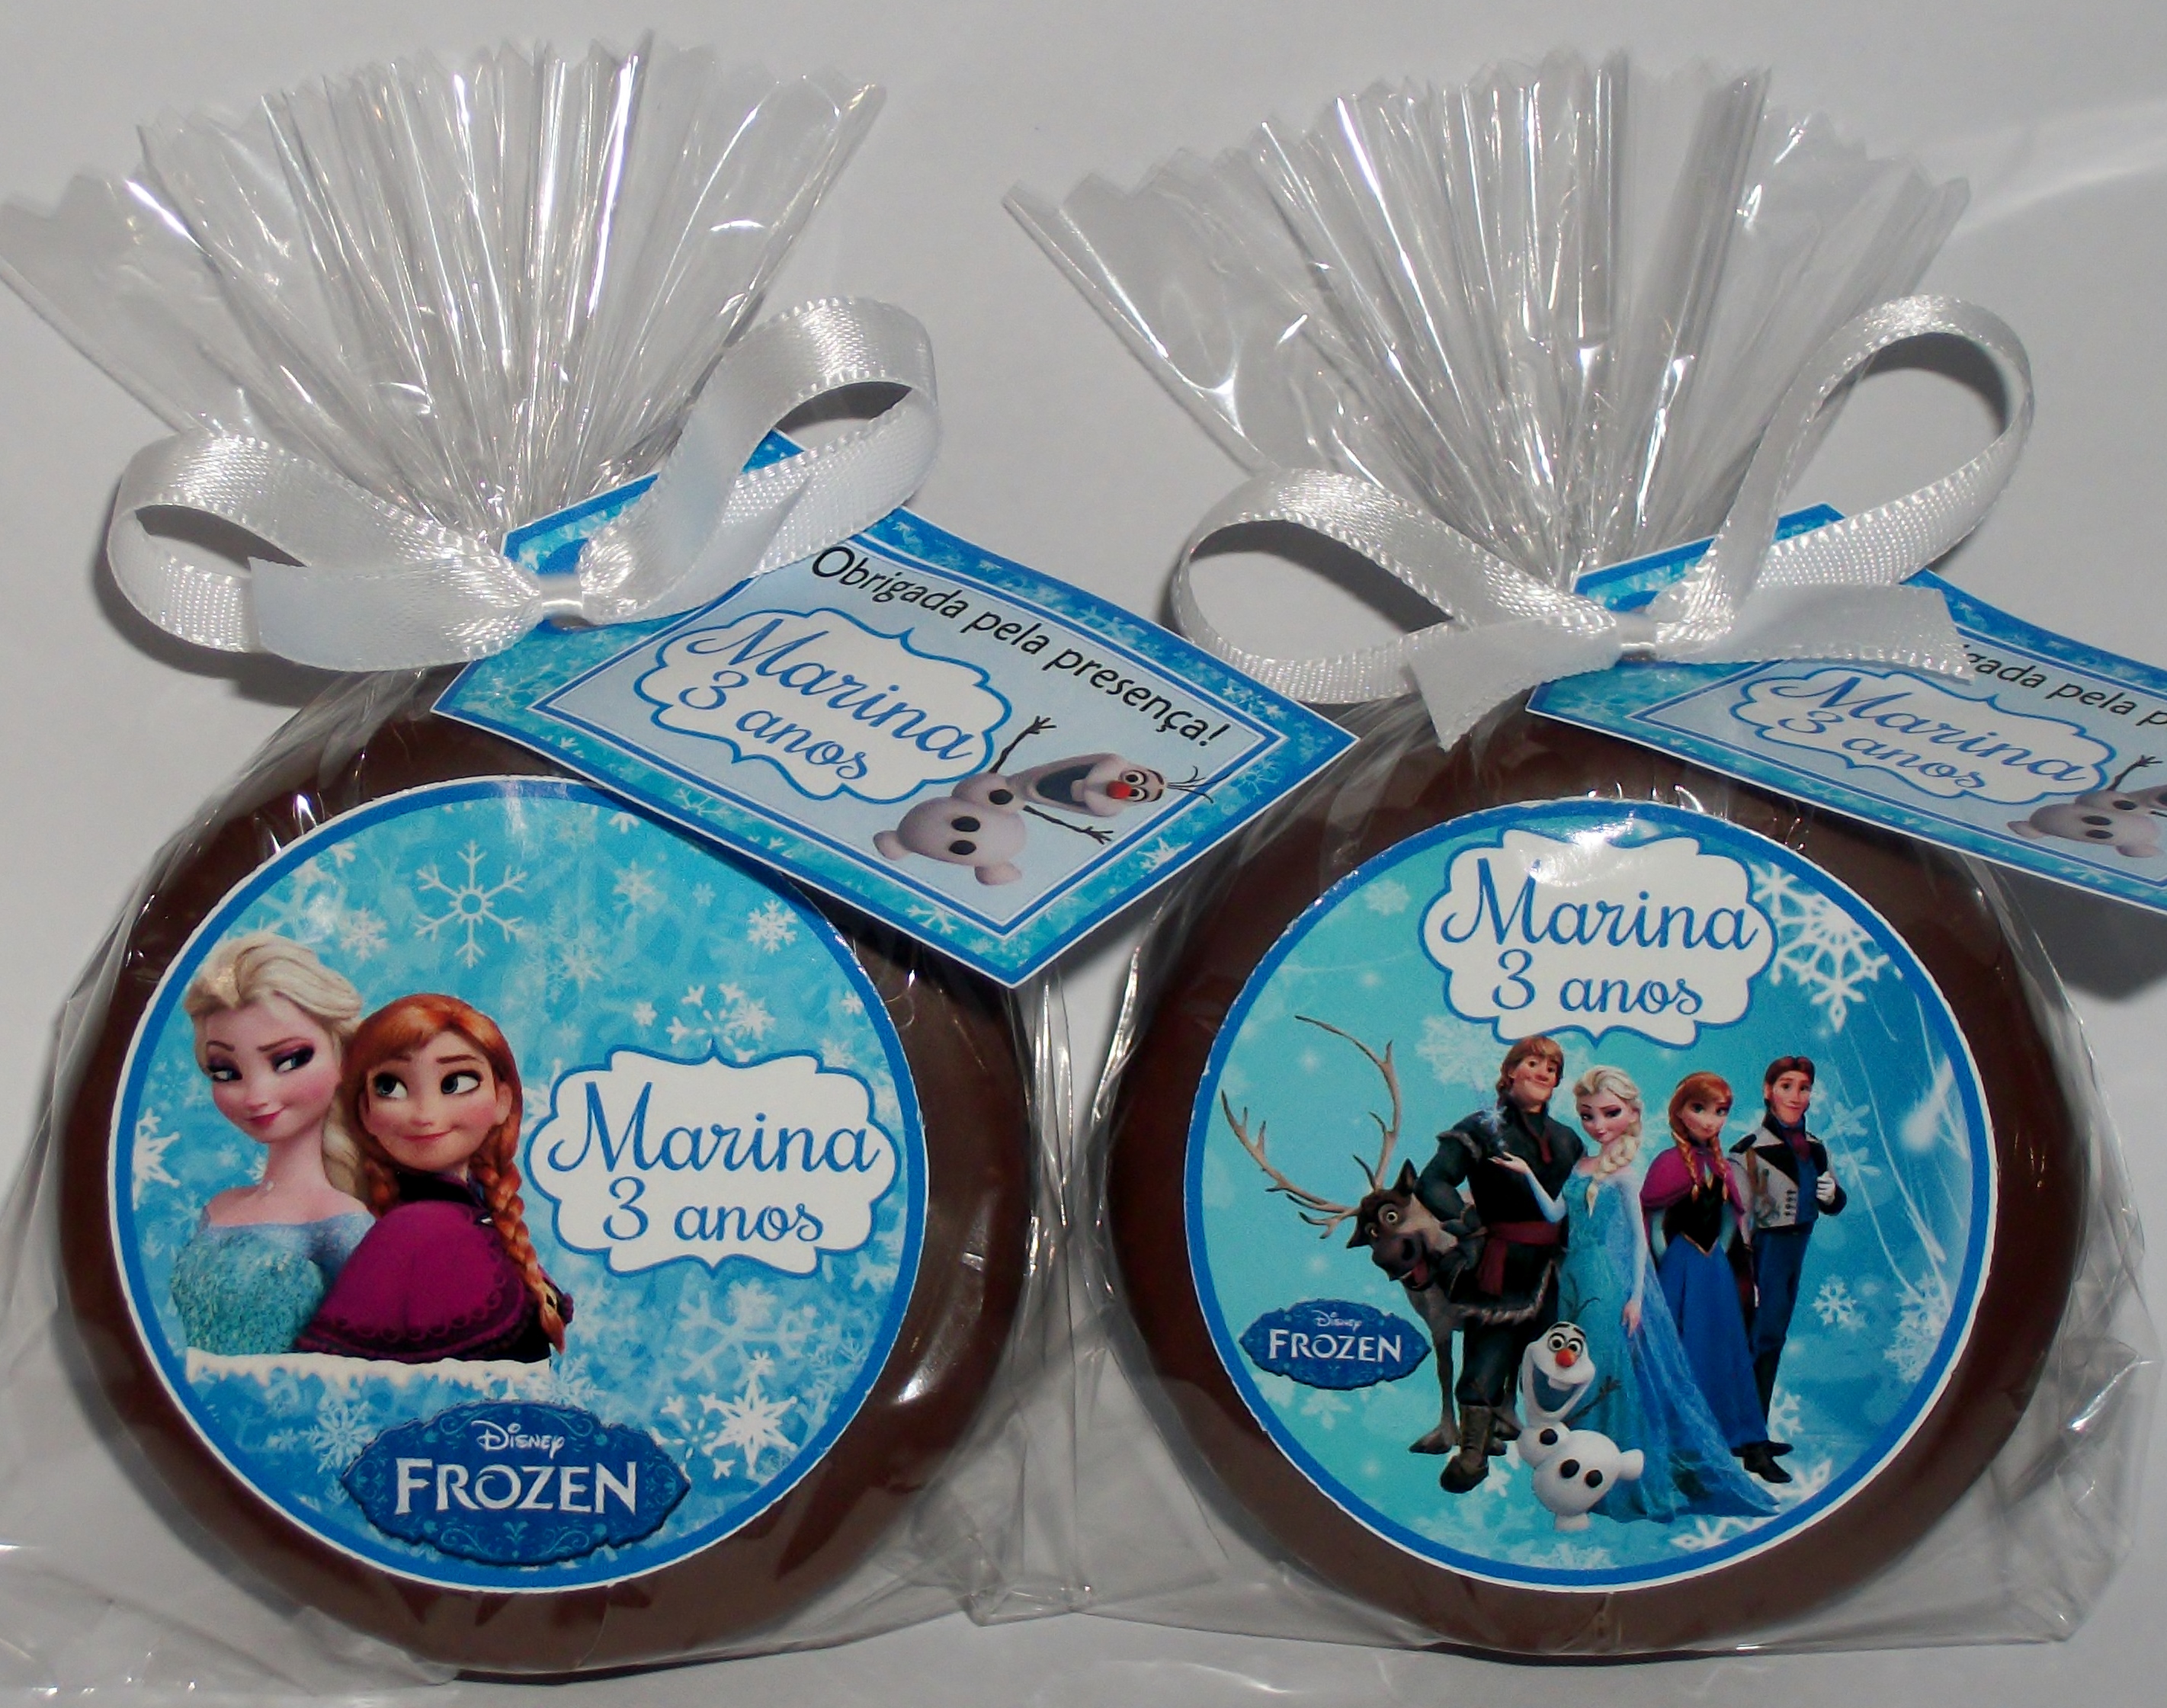 Obrigada pela presença!
Marina
3 anos
Marina
3 anos
Disney
FROZEN
pela
Marina
3 anos
Marina
3 anos
Disney
FROZEN